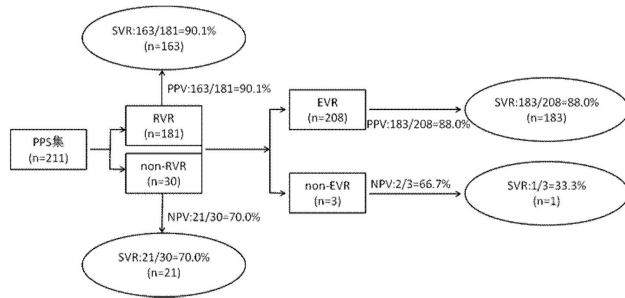 SVR:163/181=90.1%
(n=163)
PPV:163/181=90.1%
RVR
(n=181)
PPS集
(n=211)
non-RVR
(n=30)
NPV:21/30=70.0%
SVR:21/30=70.0%
(n=21)
EVR
(n=208)
PPV:183/208=88.0%
SVR:183/208=88.0%
(n=183)
non-EVR
(n=3)
NPV:2/3=66.7%
SVR:1/3=33.3%
(n=1)